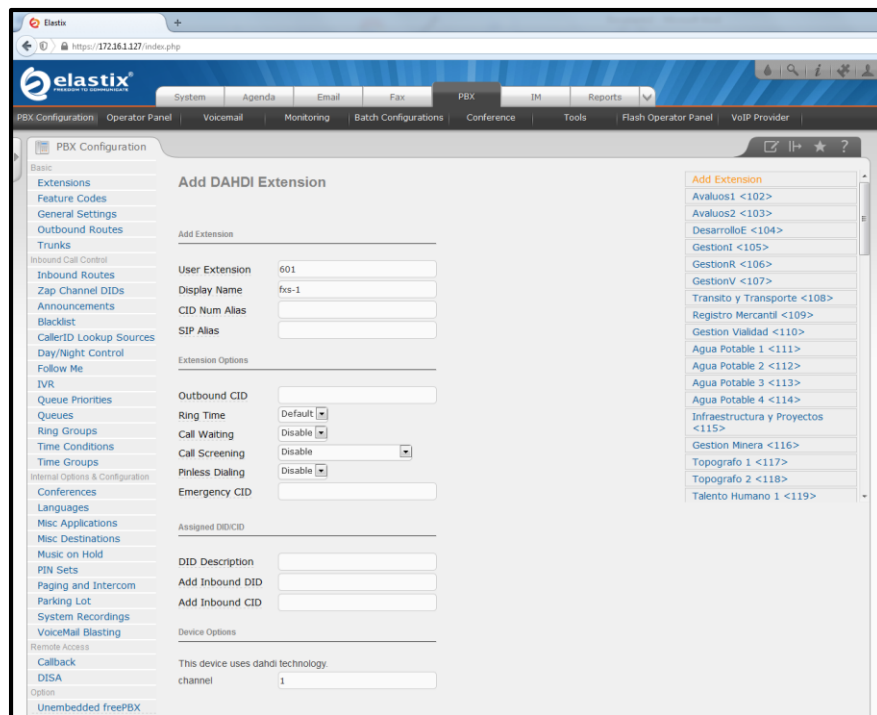 Elastix
https://172.16.1.127/index.php
elastix®
FREEDOM TO COMMUNICATE
System Agenda Email Fax PBX IM Reports
PBX Configuration Operator Panel Voicemail Monitoring Batch Configurations Conference Tools Flash Operator Panel VoIP Provider
PBX Configuration
Basic
Extensions
Feature Codes
General Settings
Outbound Routes
Trunks
Inbound Call Control
Inbound Routes
Zap Channel DIDs
Announcements
Blacklist
CallerID Lookup Sources
Day/Night Control
Follow Me
IVR
Queue Priorities
Queues
Ring Groups
Time Conditions
Time Groups
Internal Options & Configuration
Conferences
Languages
Misc Applications
Misc Destinations
Music on Hold
PIN Sets
Paging and Intercom
Parking Lot
System Recordings
VoiceMail Blasting
Remote Access
Callback
DISA
Option
Unembedded freePBX
Add DAHDI Extension
Add Extension
User Extension 601
Display Name fxs-1
CID Num Alias
SIP Alias
Extension Options
Outbound CID
Ring Time Default
Call Waiting Disable
Call Screening Disable
Pinless Dialing Disable
Emergency CID
Assigned DID/CID
DID Description
Add Inbound DID
Add Inbound CID
Device Options
This device uses dahdi technology.
channel 1
Add Extension
Avaluos1 <102>
Avaluos2 <103>
DesarrolloE <104>
GestionI <105>
GestionR <106>
GestionV <107>
Transito y Transporte <108>
Registro Mercantil <109>
Gestion Vialidad <110>
Agua Potable 1 <111>
Agua Potable 2 <112>
Agua Potable 3 <113>
Agua Potable 4 <114>
Infraestructura y Proyectos
<115>
Gestion Minera <116>
Topografo 1 <117>
Topografo 2 <118>
Talento Humano 1 <119>